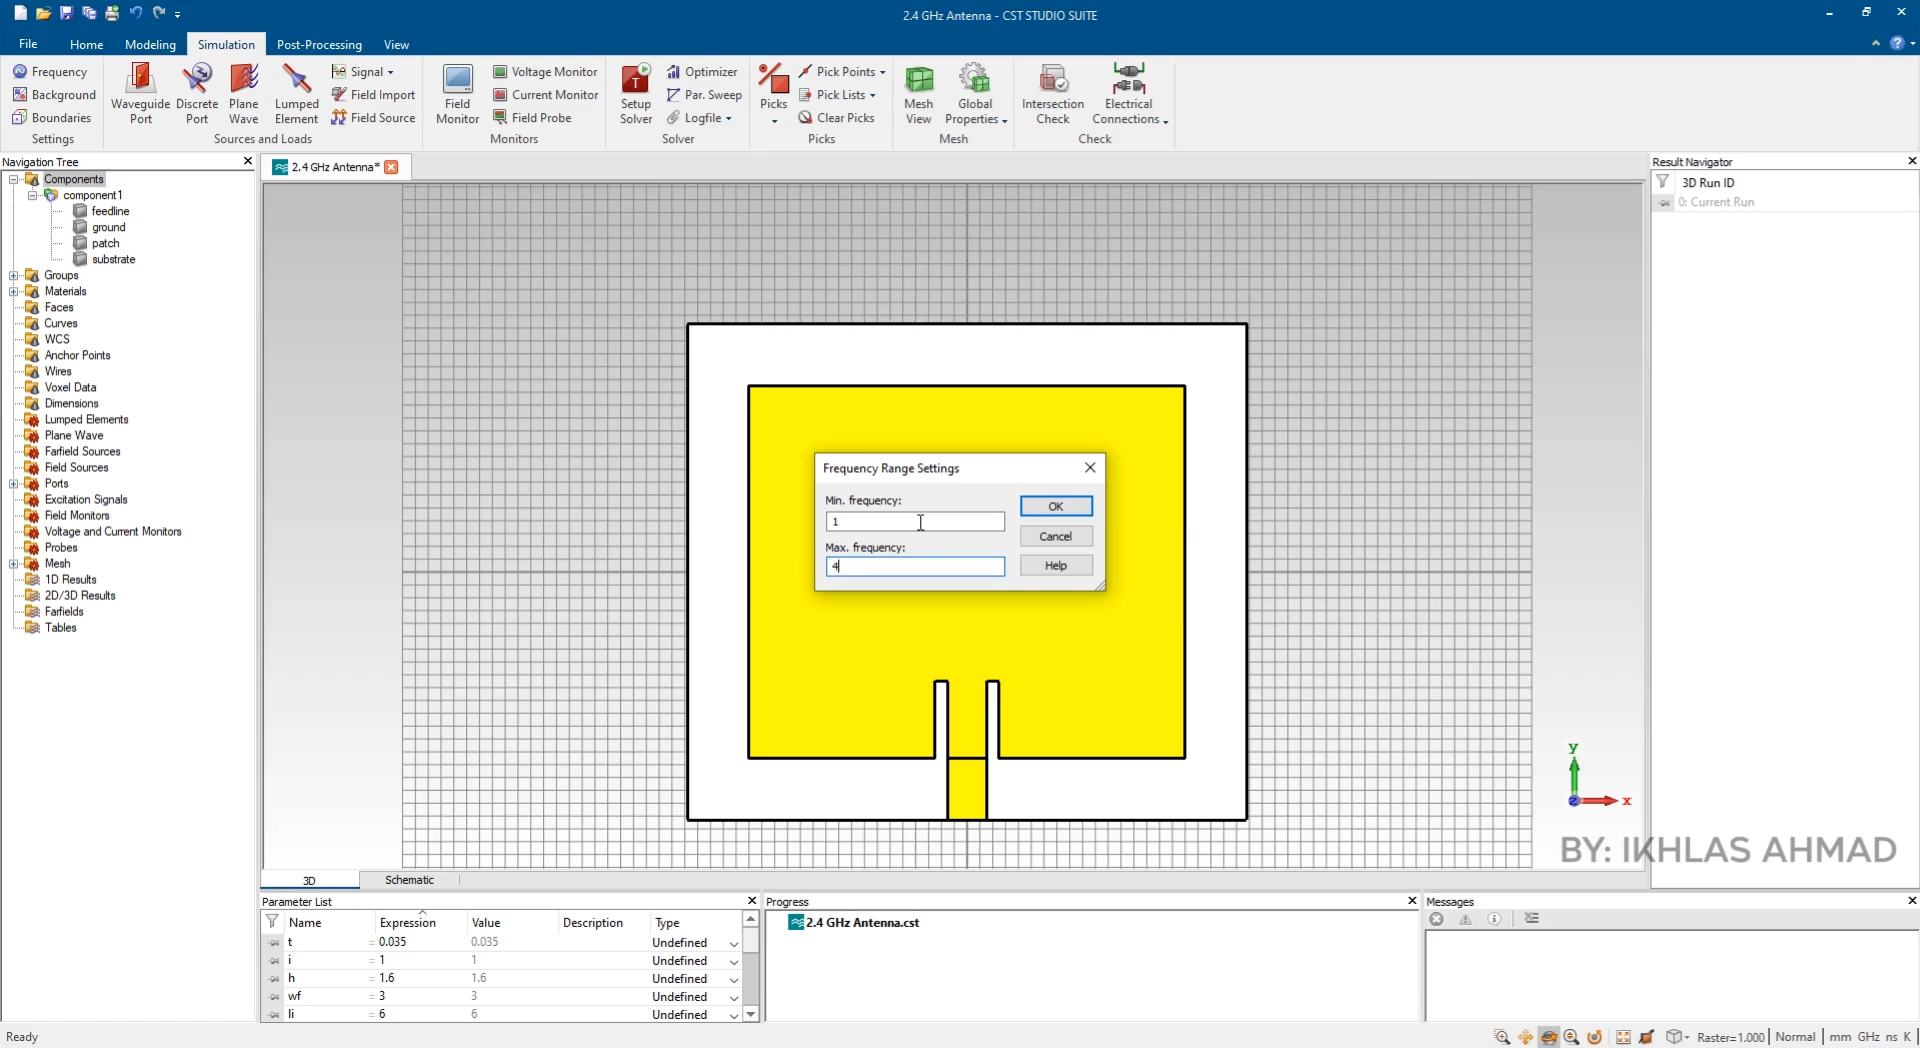 2.4 GHz Antenna - CST STUDIO SUITE
File Home Modeling Simulation Post-Processing View
Frequency
Background
Boundaries
Settings
Waveguide Port
Discrete Port
Plane Wave
Lumped Element
Signal
Field Import
Field Source
Sources and Loads
Field Monitor
Voltage Monitor
Current Monitor
Field Probe
Monitors
Setup Solver
Optimizer
Par. Sweep
Logfile
Solver
Picks
Pick Points
Pick Lists
Clear Picks
Picks
Mesh View
Global Properties
Mesh
Intersection Check
Electrical Connections
Check
Navigation Tree
Components
component1
feedline
ground
patch
substrate
Groups
Materials
Faces
Curves
WCS
Anchor Points
Wires
Voxel Data
Dimensions
Lumped Elements
Plane Wave
Farfield Sources
Field Sources
Ports
Excitation Signals
Field Monitors
Voltage and Current Monitors
Probes
Mesh
1D Results
2D/3D Results
Farfields
Tables
2.4 GHz Antenna*
Frequency Range Settings
Min. frequency:
1
Max. frequency:
4
OK
Cancel
Help
y
z
x
BY: IKHLAS AHMAD
3D Schematic
Result Navigator
3D Run ID
0: Current Run
Parameter List
Name Expression Value Description Type
t = 0.035 0.035 Undefined
i = 1 1 Undefined
h = 1.6 1.6 Undefined
wf = 3 3 Undefined
li = 6 6 Undefined
Progress
2.4 GHz Antenna.cst
Messages
Ready
Raster=1.000 Normal mm GHz ns K